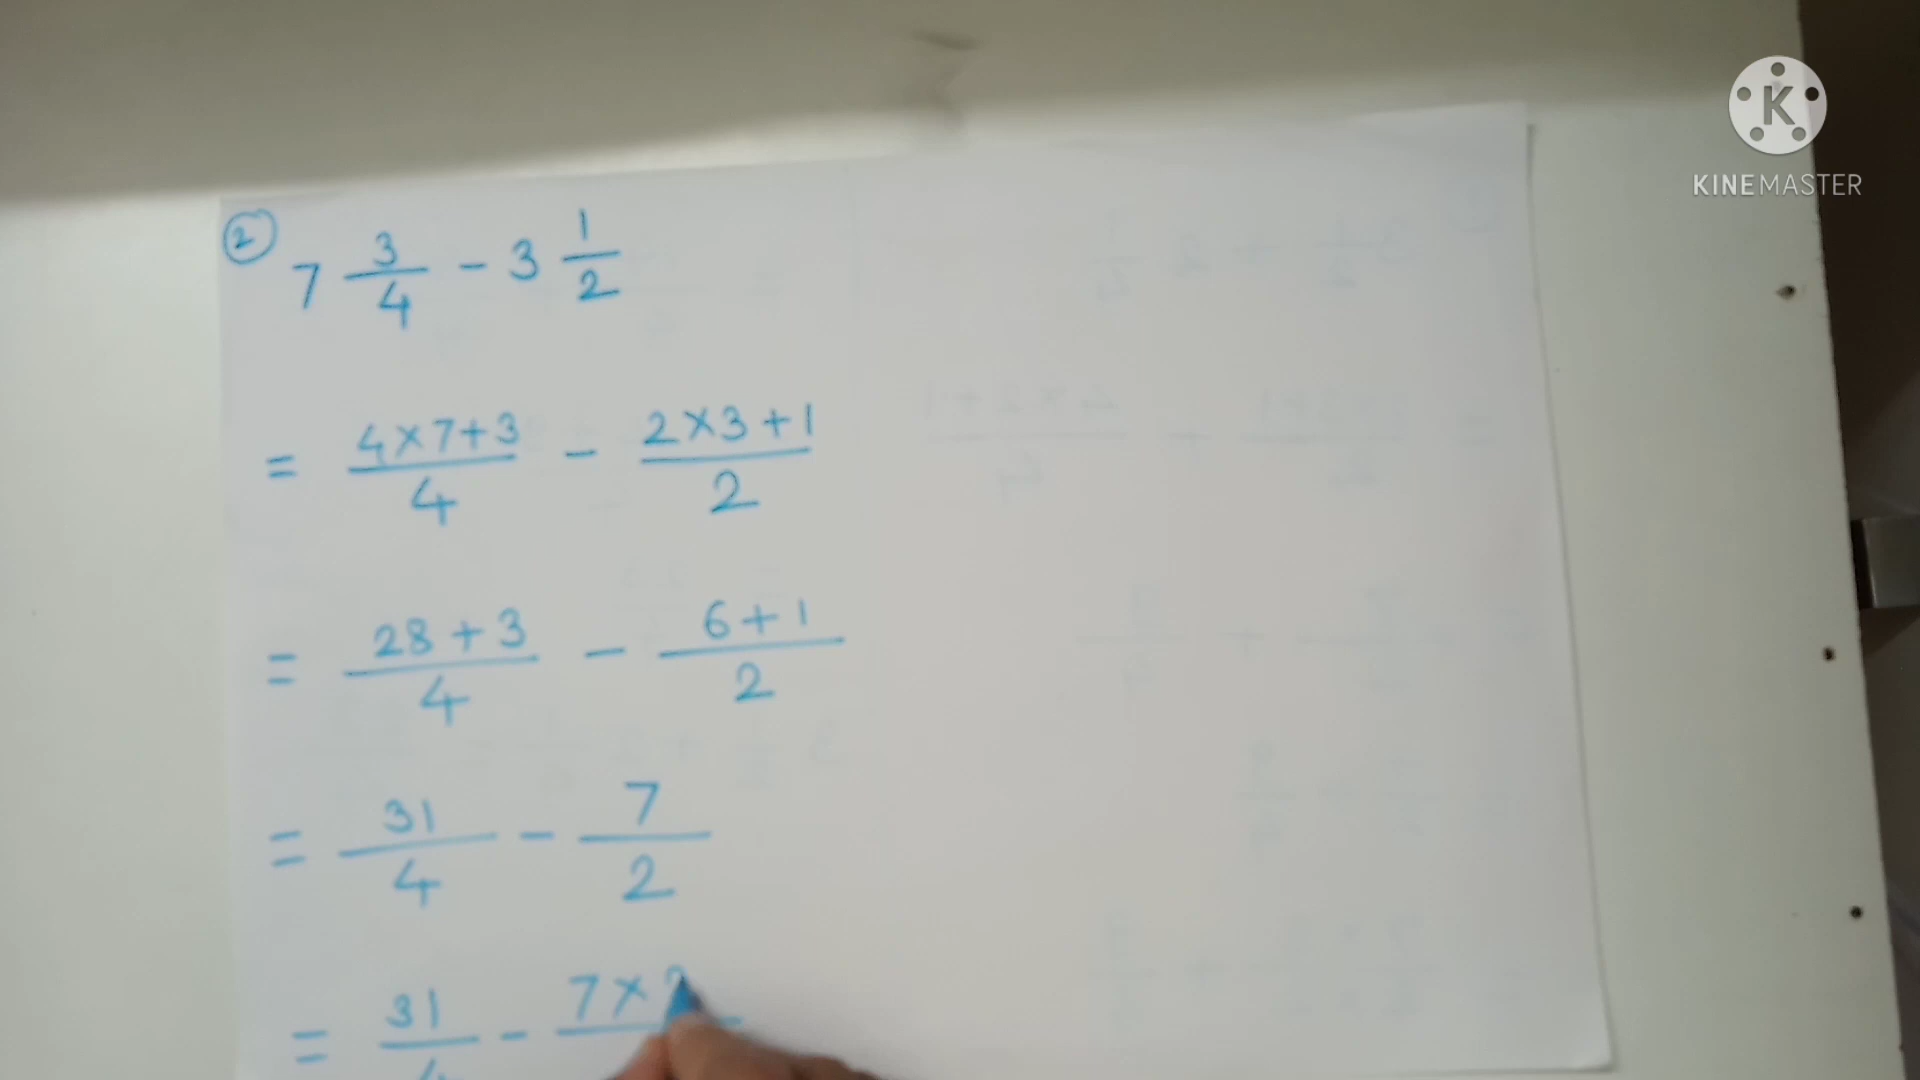 KINEMASTER
② 7 3/4 - 3 1/2
= 4×7+3/4 - 2×3+1/2
= 28+3/4 - 6+1/2
= 31/4 - 7/2
= 31/4 - 7×